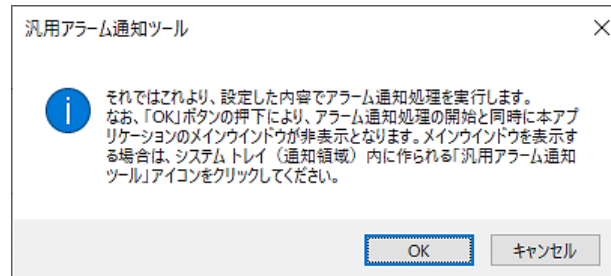 汎用アラーム通知ツール
それではこれより、設定した内容でアラーム通知処理を実行します。
なお、「OK」ボタンの押下により、アラーム通知処理の開始と同時に本アプ
リケーションのメインウインドウが非表示となります。メインウインドウを表示す
る場合は、システム トレイ（通知領域）内に作られる「汎用アラーム通知
ツール」アイコンをクリックしてください。
OK
キャンセル